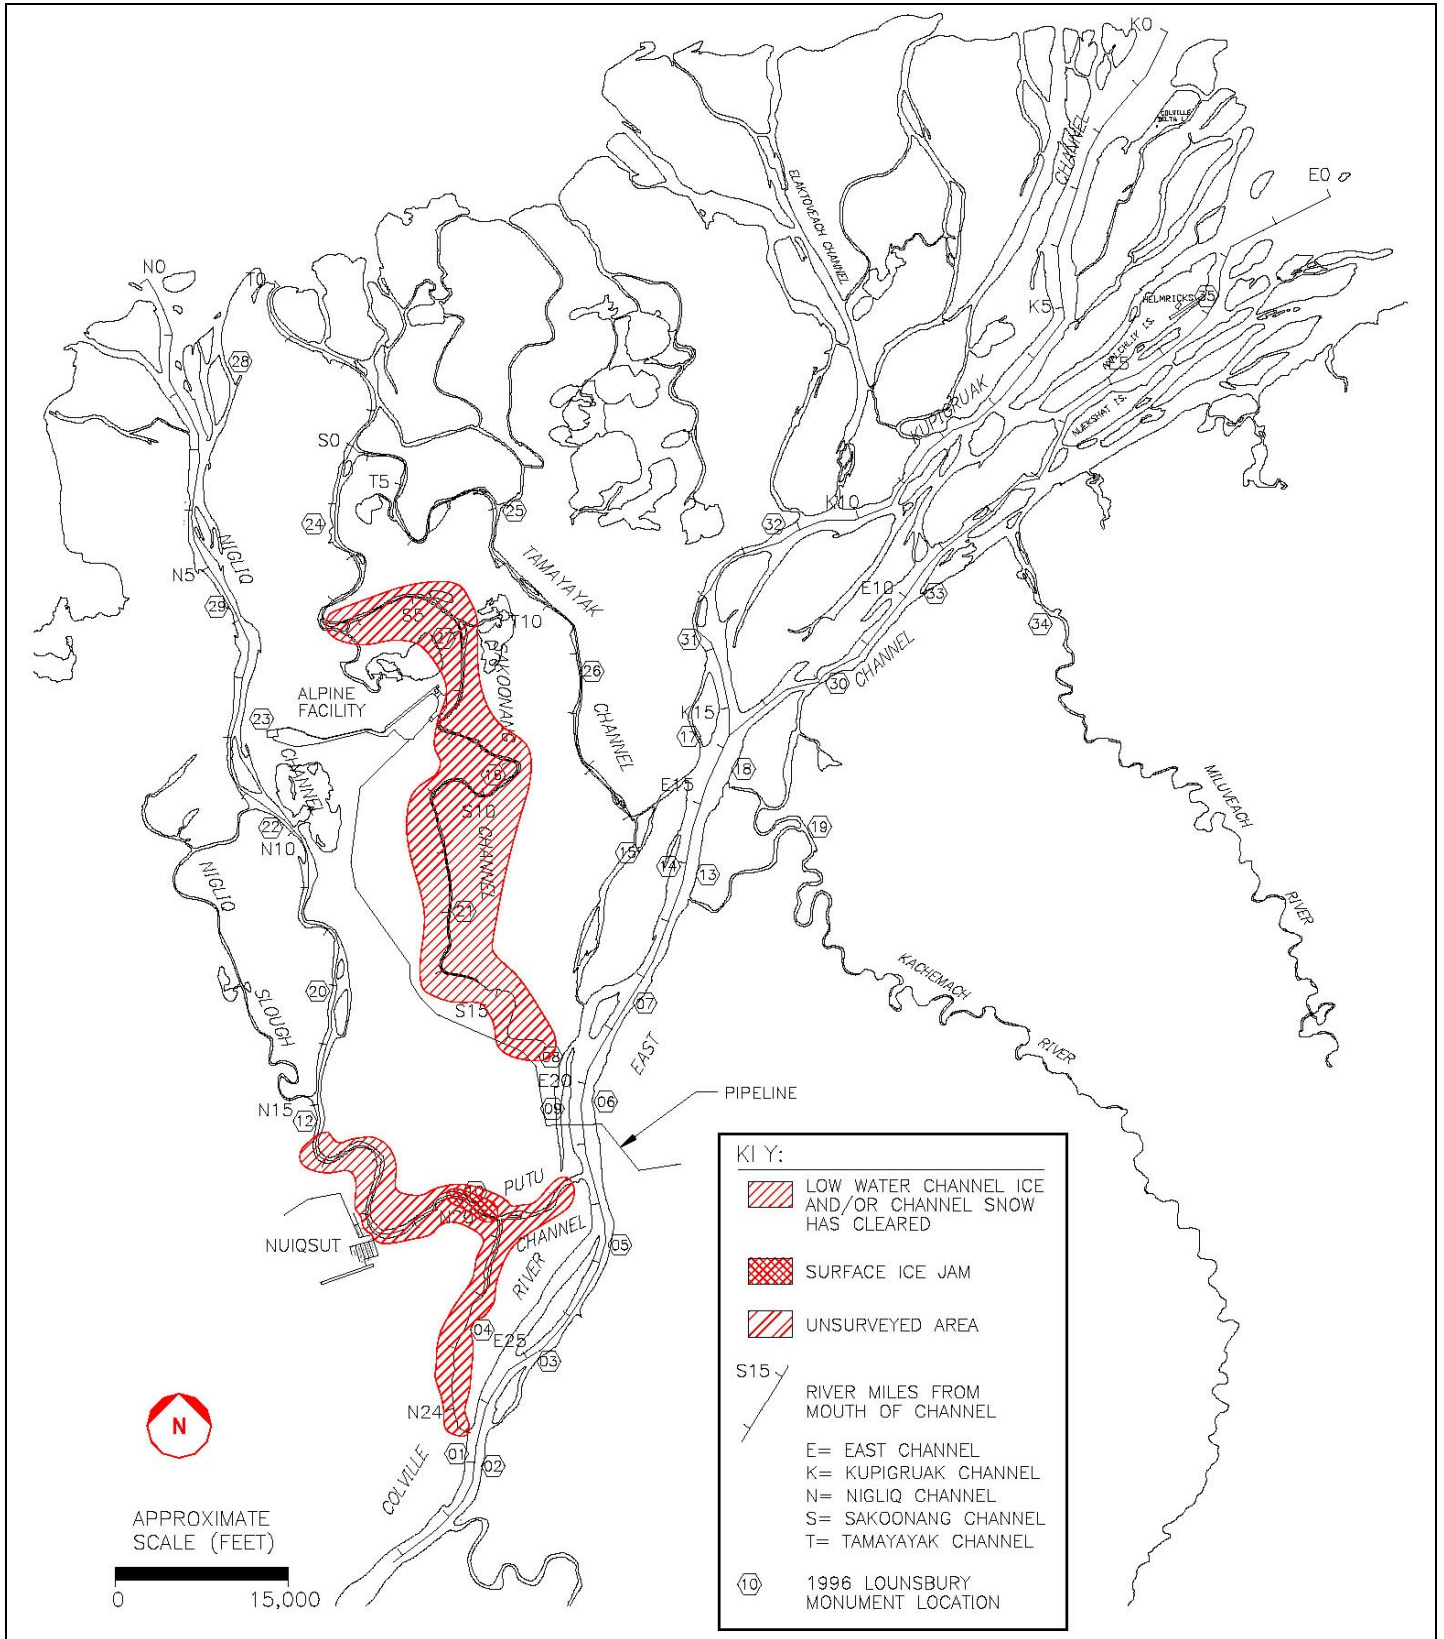 K0
COLVILLE
DELTA
E0
CHANNEL
ELAKTOVEACH CHANNEL
N0
T0
K5
HELMRICKS
35
28
KUPIGRUAK
NUEKSHAT IS.
S0
T5
25
24
32
K10
NIGLIQ
N5
29
TAMAYAYAK
E10
33
34
S5
27
T10
31
SAKOONANG
26
30
CHANNEL
ALPINE
FACILITY
23
CHANNEL
K15
17
CHANNEL
18
E15
MILUVEACH
S10
CHANNEL
22
N10
19
15
14
13
NIGLIQ
RIVER
21
KACHEMACH
20
SLOUGH
S15
07
EAST
RIVER
08
E20
09
06
PIPELINE
N15
12
PUTU
CHANNEL
NUIQSUT
RIVER
05
04
E25
03
N24
01
02
COLVILLE
N
APPROXIMATE
SCALE (FEET)
0
15,000
KEY:
LOW WATER CHANNEL ICE
AND/OR CHANNEL SNOW
HAS CLEARED
SURFACE ICE JAM
UNSURVEYED AREA
S15
RIVER MILES FROM
MOUTH OF CHANNEL
E= EAST CHANNEL
K= KUPIGRUAK CHANNEL
N= NIGLIQ CHANNEL
S= SAKOONANG CHANNEL
T= TAMAYAYAK CHANNEL
10
1996 LOUNSBURY
MONUMENT LOCATION